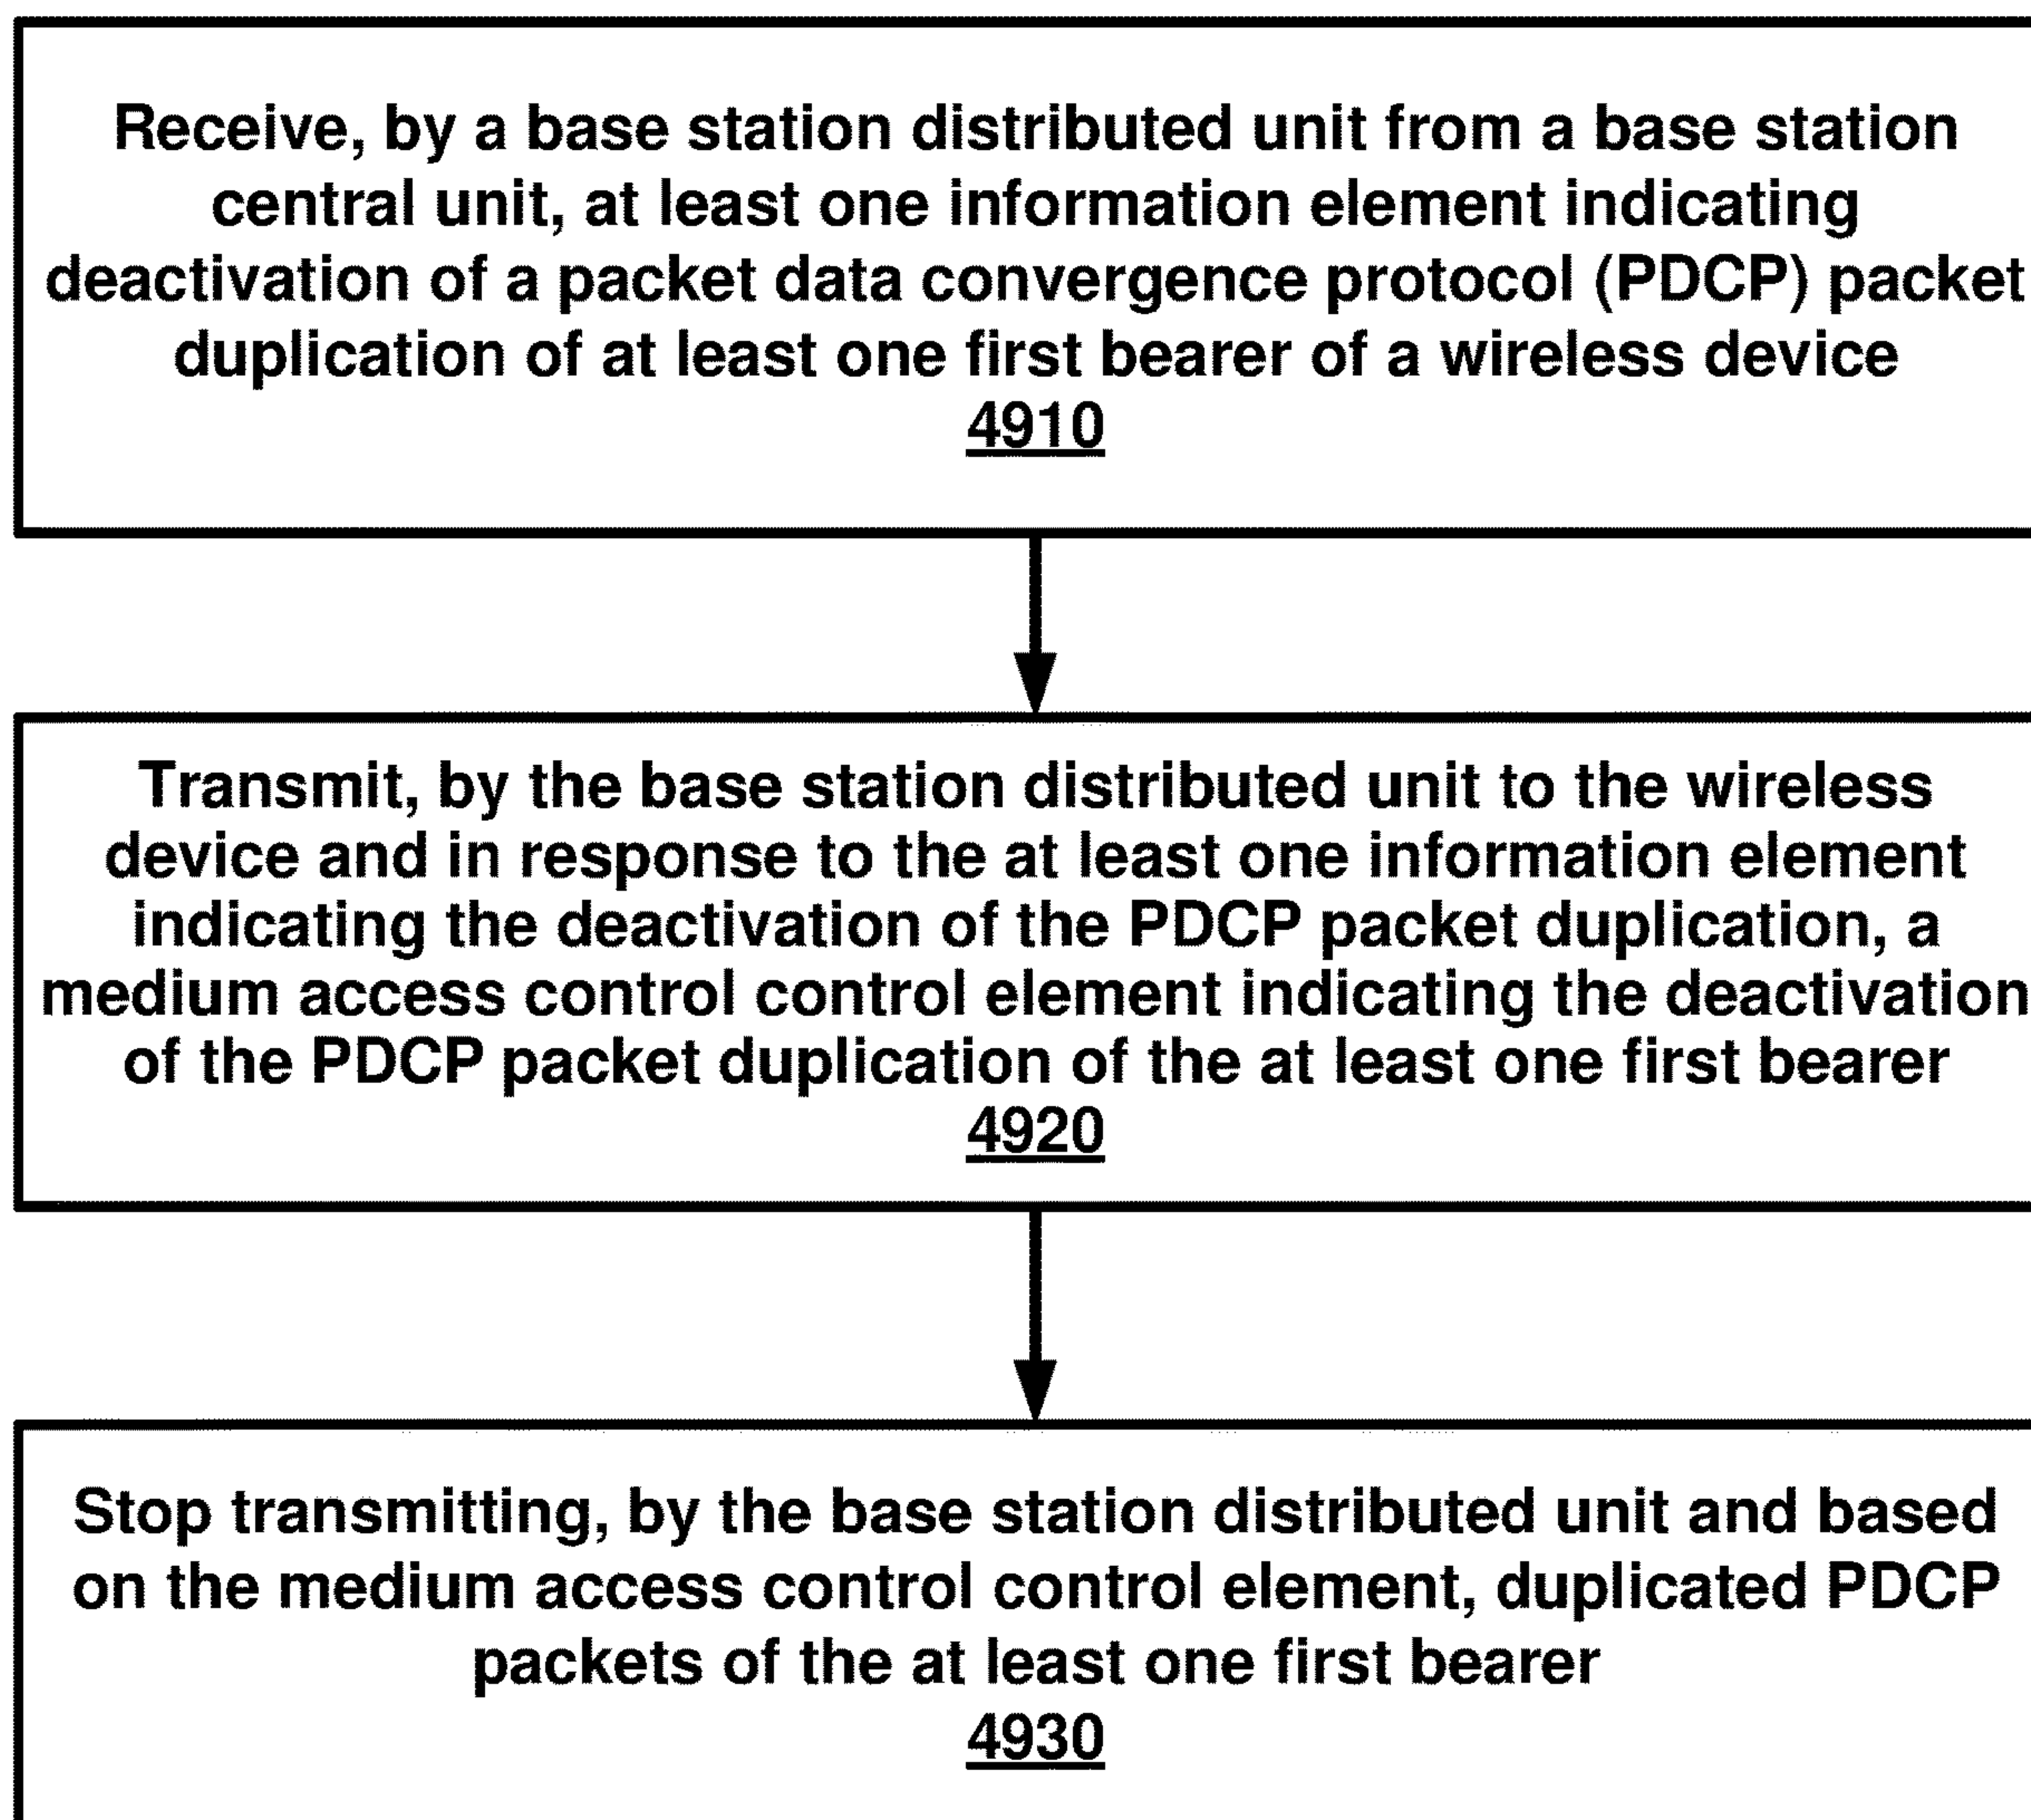 Receive, by a base station distributed unit from a base station
central unit, at least one information element indicating
deactivation of a packet data convergence protocol (PDCP) packet
duplication of at least one first bearer of a wireless device
4910
Transmit, by the base station distributed unit to the wireless
device and in response to the at least one information element
indicating the deactivation of the PDCP packet duplication, a
medium access control control element indicating the deactivation
of the PDCP packet duplication of the at least one first bearer
4920
Stop transmitting, by the base station distributed unit and based
on the medium access control control element, duplicated PDCP
packets of the at least one first bearer
4930